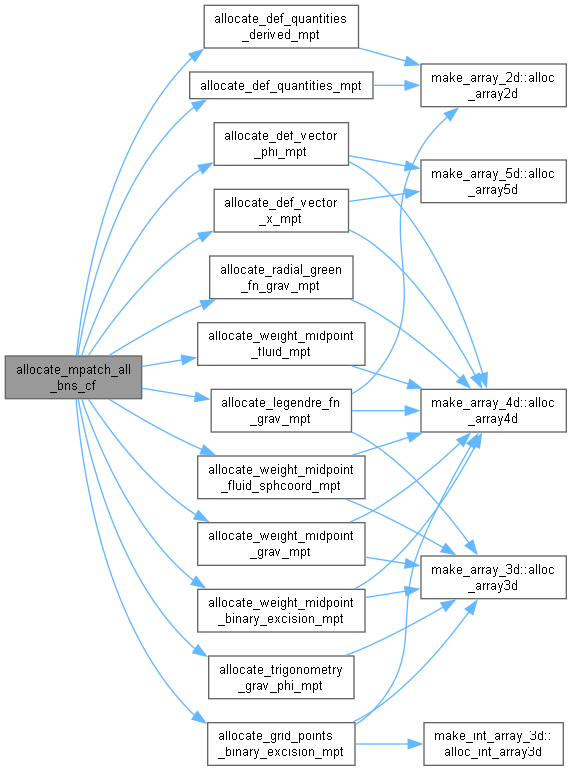 allocate_def_quantities
_derived_mpt
allocate_def_quantities_mpt
make_array_2d::alloc
_array2d
allocate_def_vector
_phi_mpt
make_array_5d::alloc
_array5d
allocate_def_vector
_x_mpt
allocate_radial_green
_fn_grav_mpt
allocate_weight_midpoint
_fluid_mpt
allocate_mpatch_all
_bns_cf
allocate_legendre_fn
_grav_mpt
make_array_4d::alloc
_array4d
allocate_weight_midpoint
_fluid_sphcoord_mpt
allocate_weight_midpoint
_grav_mpt
make_array_3d::alloc
_array3d
allocate_weight_midpoint
_binary_excision_mpt
allocate_trigonometry
_grav_phi_mpt
allocate_grid_points
_binary_excision_mpt
make_int_array_3d::
alloc_int_array3d